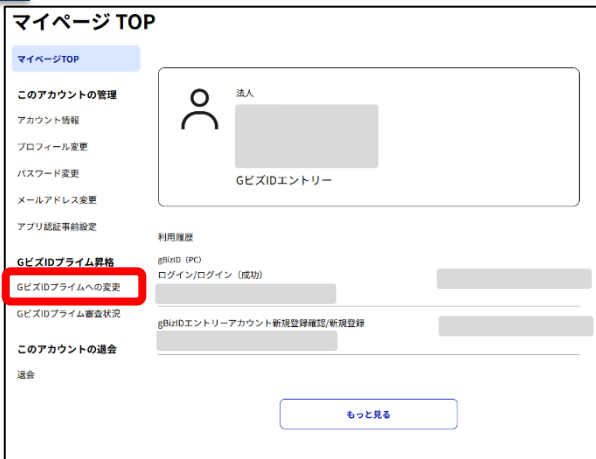 マイページ TOP
マイページTOP
このアカウントの管理
アカウント情報
プロフィール変更
パスワード変更
メールアドレス変更
アプリ認証事前設定
GビズIDプライム昇格
GビズIDプライムへの変更
GビズIDプライム審査状況
このアカウントの退会
退会
法人
GビズIDエントリー
利用履歴
gBizID（PC）
ログイン/ログイン（成功）
gBizIDエントリーアカウント新規登録確認/新規登録
もっと見る